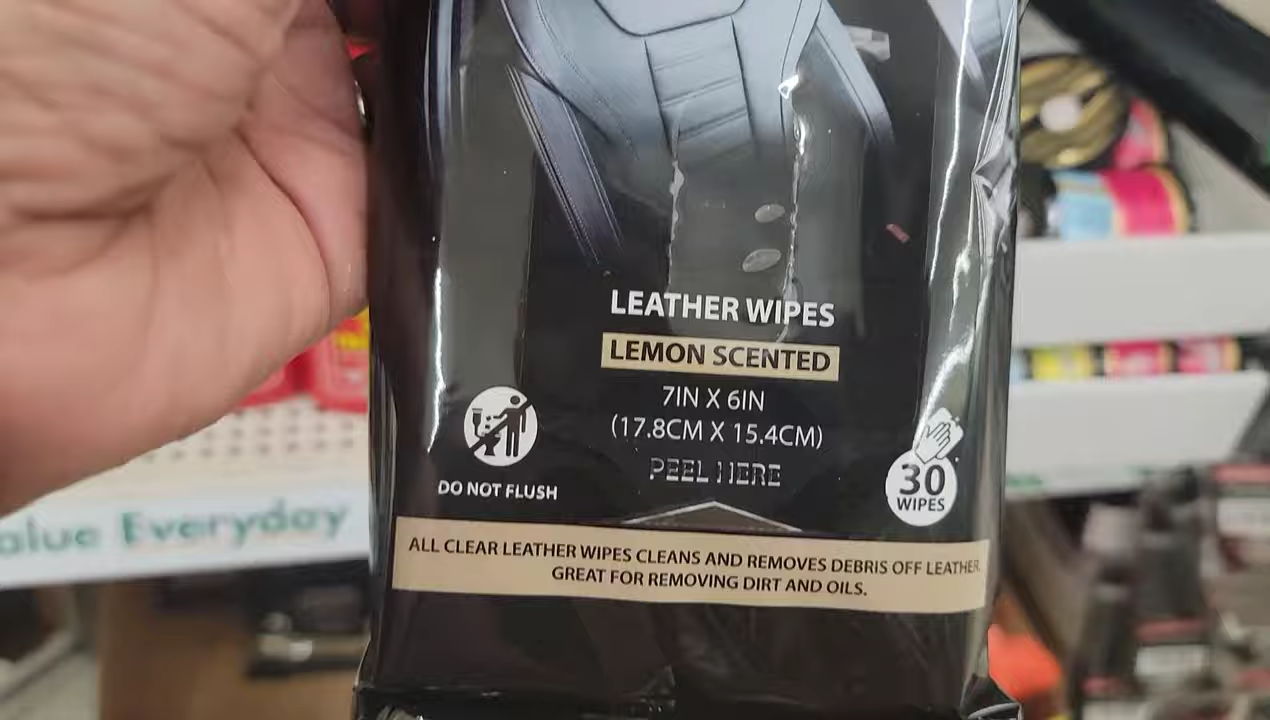 LEATHER WIPES
LEMON SCENTED
7IN X 6IN
(17.8CM X 15.4CM)
PEEL HERE
DO NOT FLUSH
30
WIPES
ALL CLEAR LEATHER WIPES CLEANS AND REMOVES DEBRIS OFF LEATHER.
GREAT FOR REMOVING DIRT AND OILS.
alue Everyday